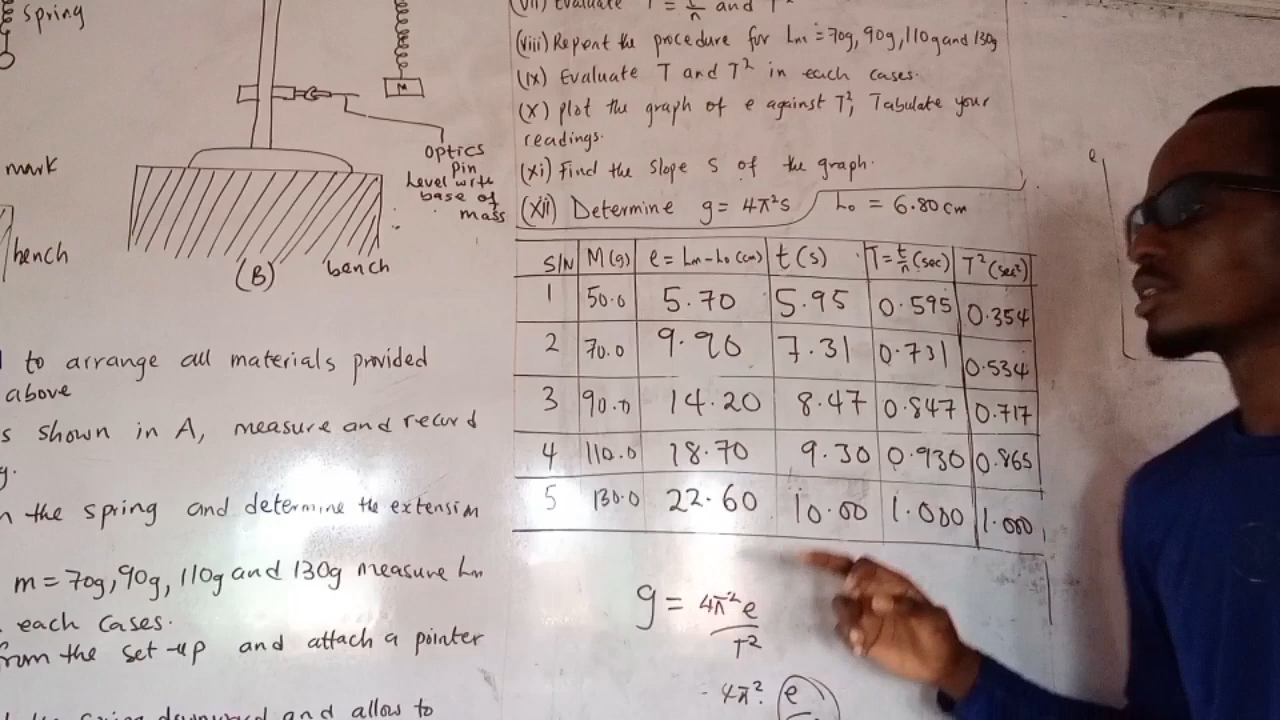 Spring
mark
bench
M
Optics
Pin
Level with
base of
mass
(B)
bench
to arrange all materials provided
above
s shown in A, measure and record
g.
n the spring and determine the extension
m = 70g, 90g, 110g and 130g measure Lm
each cases.
from the set-up and attach a pointer
and allow to
(vii) Evaluate T = t/n and T²
(viii) Repeat the procedure for Lm = 70g, 90g, 110g and 130g
(ix) Evaluate T and T² in each cases.
(x) plot the graph of e against T², Tabulate your
readings.
(xi) Find the slope S of the graph.
(xii) Determine g = 4π²s
Lo = 6.80 cm
S/N M(g) e = Lm-Lo (cm) t(s) T = t/n (sec) T² (sec²)
1 50.0 5.70 5.95 0.595 0.354
2 70.0 9.90 7.31 0.731 0.534
3 90.0 14.20 8.47 0.847 0.717
4 110.0 18.70 9.30 0.930 0.865
5 130.0 22.60 10.00 1.000 1.000
g = 4π²e
T²
4π². e
e